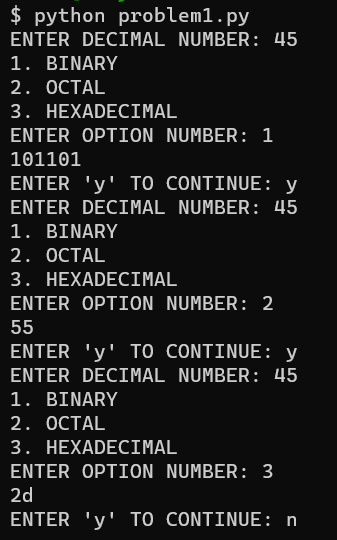 $ python problem1.py
ENTER DECIMAL NUMBER: 45
1. BINARY
2. OCTAL
3. HEXADECIMAL
ENTER OPTION NUMBER: 1
101101
ENTER 'y' TO CONTINUE: y
ENTER DECIMAL NUMBER: 45
1. BINARY
2. OCTAL
3. HEXADECIMAL
ENTER OPTION NUMBER: 2
55
ENTER 'y' TO CONTINUE: y
ENTER DECIMAL NUMBER: 45
1. BINARY
2. OCTAL
3. HEXADECIMAL
ENTER OPTION NUMBER: 3
2d
ENTER 'y' TO CONTINUE: n